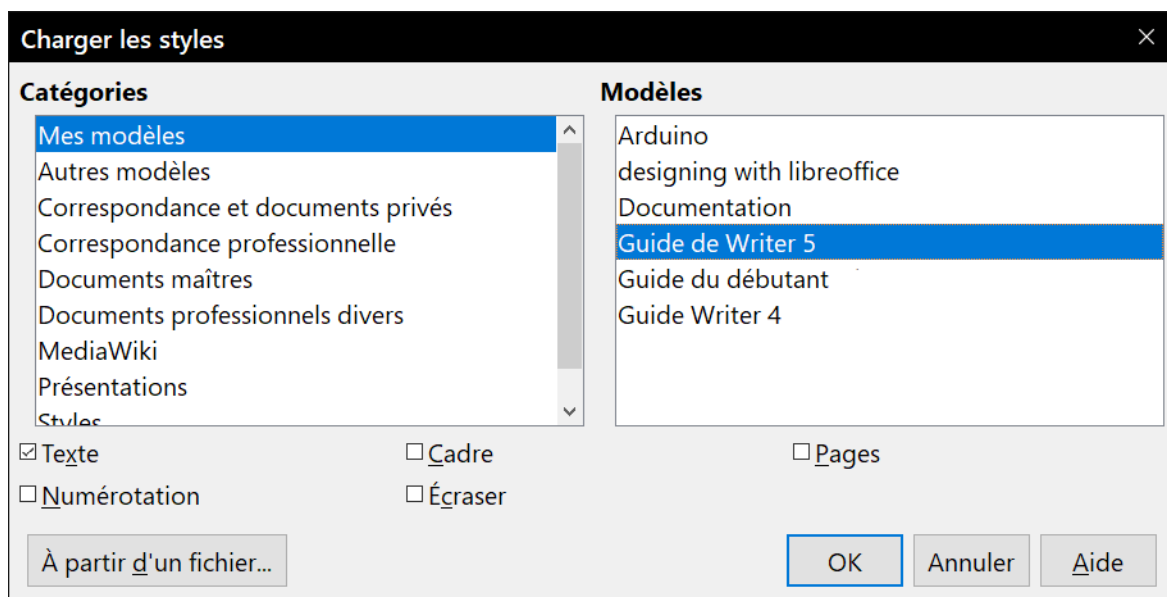 Charger les styles
Catégories
Mes modèles
Autres modèles
Correspondance et documents privés
Correspondance professionnelle
Documents maîtres
Documents professionnels divers
MediaWiki
Présentations
Styles
Modèles
Arduino
designing with libreoffice
Documentation
Guide de Writer 5
Guide du débutant
Guide Writer 4
Texte
Cadre
Pages
Numérotation
Écraser
À partir d'un fichier...
OK
Annuler
Aide